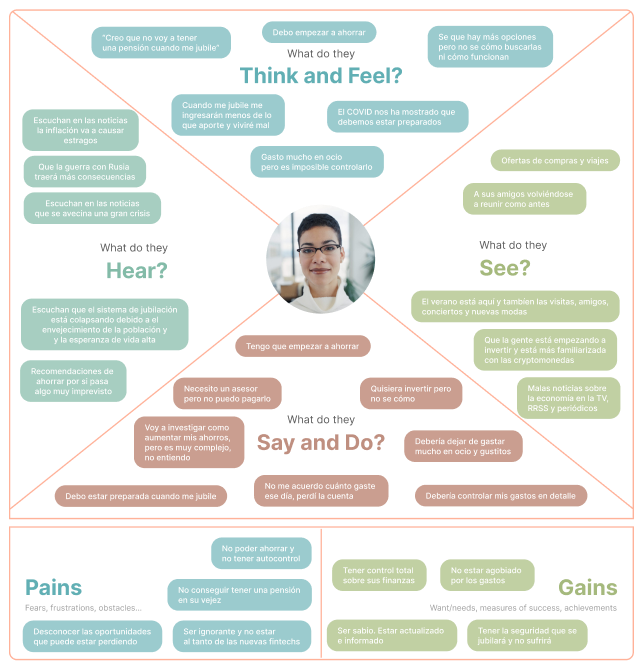 "Creo que no voy a tener
una pensión cuando me jubile"
Debo empezar a ahorrar
Se que hay más opciones
pero no se cómo buscarlas
ni cómo funcionan
What do they
Think and Feel?
Cuando me jubile me
ingresarán menos de lo
que aporte y viviré mal
El COVID nos ha mostrado que
debemos estar preparados
Gasto mucho en ocio
pero es imposible controlarlo
Escuchan en las noticias
la inflación va a causar
estragos
Que la guerra con Rusia
traerá más consecuencias
Escuchan en las noticias
que se avecina una gran crisis
What do they
Hear?
Escuchan que el sistema de jubilación
está colapsando debido a el
envejecimiento de la población y
y la esperanza de vida alta
Recomendaciones de
ahorrar por si pasa
algo muy imprevisto
Ofertas de compras y viajes
A sus amigos volviéndose
a reunir como antes
What do they
See?
El verano está aquí y tambíen las visitas, amigos,
conciertos y nuevas modas
Que la gente está empezando a
invertir y está más familiarizada
con las cryptomonedas
Malas noticias sobre
la economía en la TV,
RRSS y periódicos
Tengo que empezar a ahorrar
Necesito un asesor
pero no puedo pagarlo
Quisiera invertir pero
no se cómo
What do they
Say and Do?
Voy a investigar como
aumentar mis ahorros,
pero es muy complejo,
no entiendo
Debería dejar de gastar
mucho en ocio y gustitos
Debo estar preparada cuando me jubile
No me acuerdo cuánto gaste
ese día, perdí la cuenta
Debería controlar mis gastos en detalle
Pains
Fears, frustrations, obstacles...
No poder ahorrar y
no tener autocontrol
No conseguir tener una pensión
en su vejez
Desconocer las oportunidades
que puede estar perdiendo
Ser ignorante y no estar
al tanto de las nuevas fintechs
Tener control total
sobre sus finanzas
No estar agobiado
por los gastos
Gains
Want/needs, measures of success, achievements
Ser sabio. Estar actualizado
e informado
Tener la seguridad que se
jubilará y no sufrirá